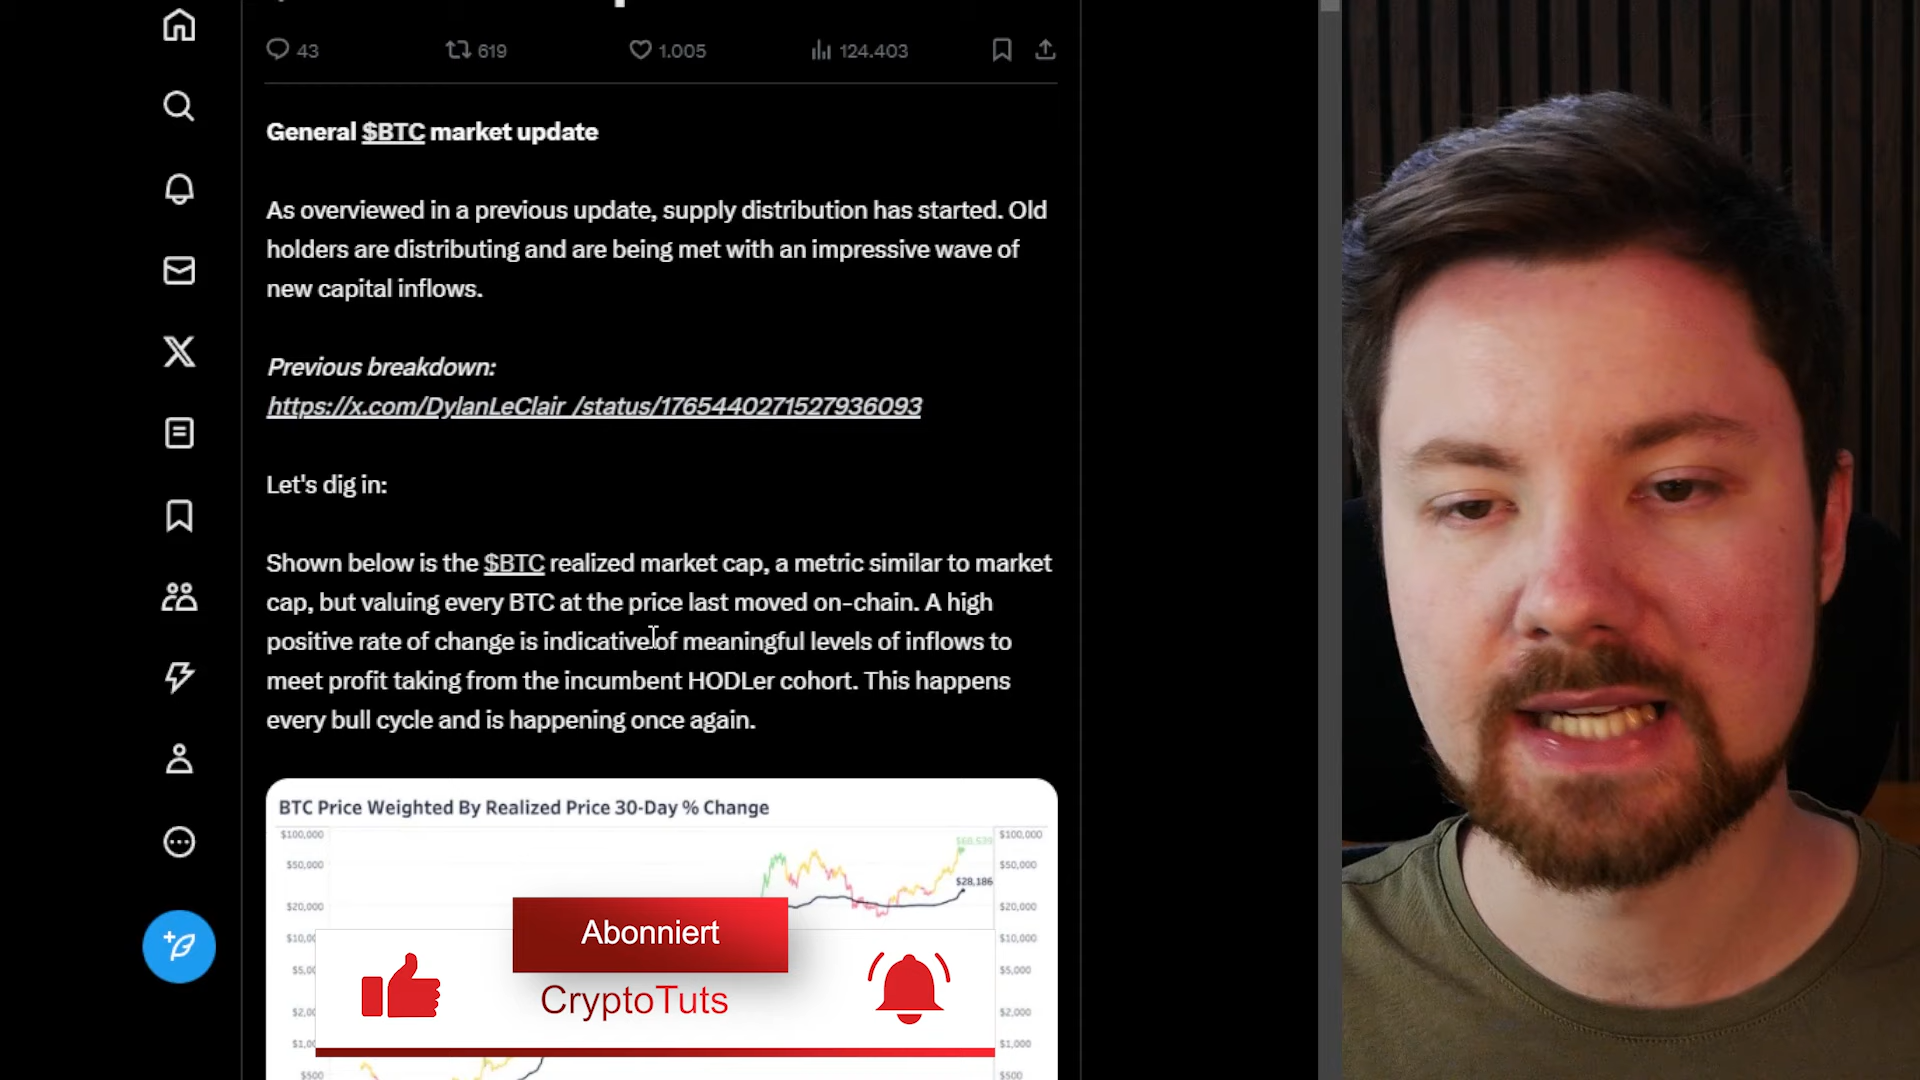 43 619 1.005 124.403
General $BTC market update
As overviewed in a previous update, supply distribution has started. Old
holders are distributing and are being met with an impressive wave of
new capital inflows.
Previous breakdown:
https://x.com/DylanLeClair_/status/1765440271527936093
Let's dig in:
Shown below is the $BTC realized market cap, a metric similar to market
cap, but valuing every BTC at the price last moved on-chain. A high
positive rate of change is indicative of meaningful levels of inflows to
meet profit taking from the incumbent HODLer cohort. This happens
every bull cycle and is happening once again.
BTC Price Weighted By Realized Price 30-Day % Change
$100,000 $100,000
$50,000 $50,000
$28,186
$20,000 $20,000
Abonniert
$10,000
$5,000
CryptoTuts
$2,000
$1,000
$500 $500